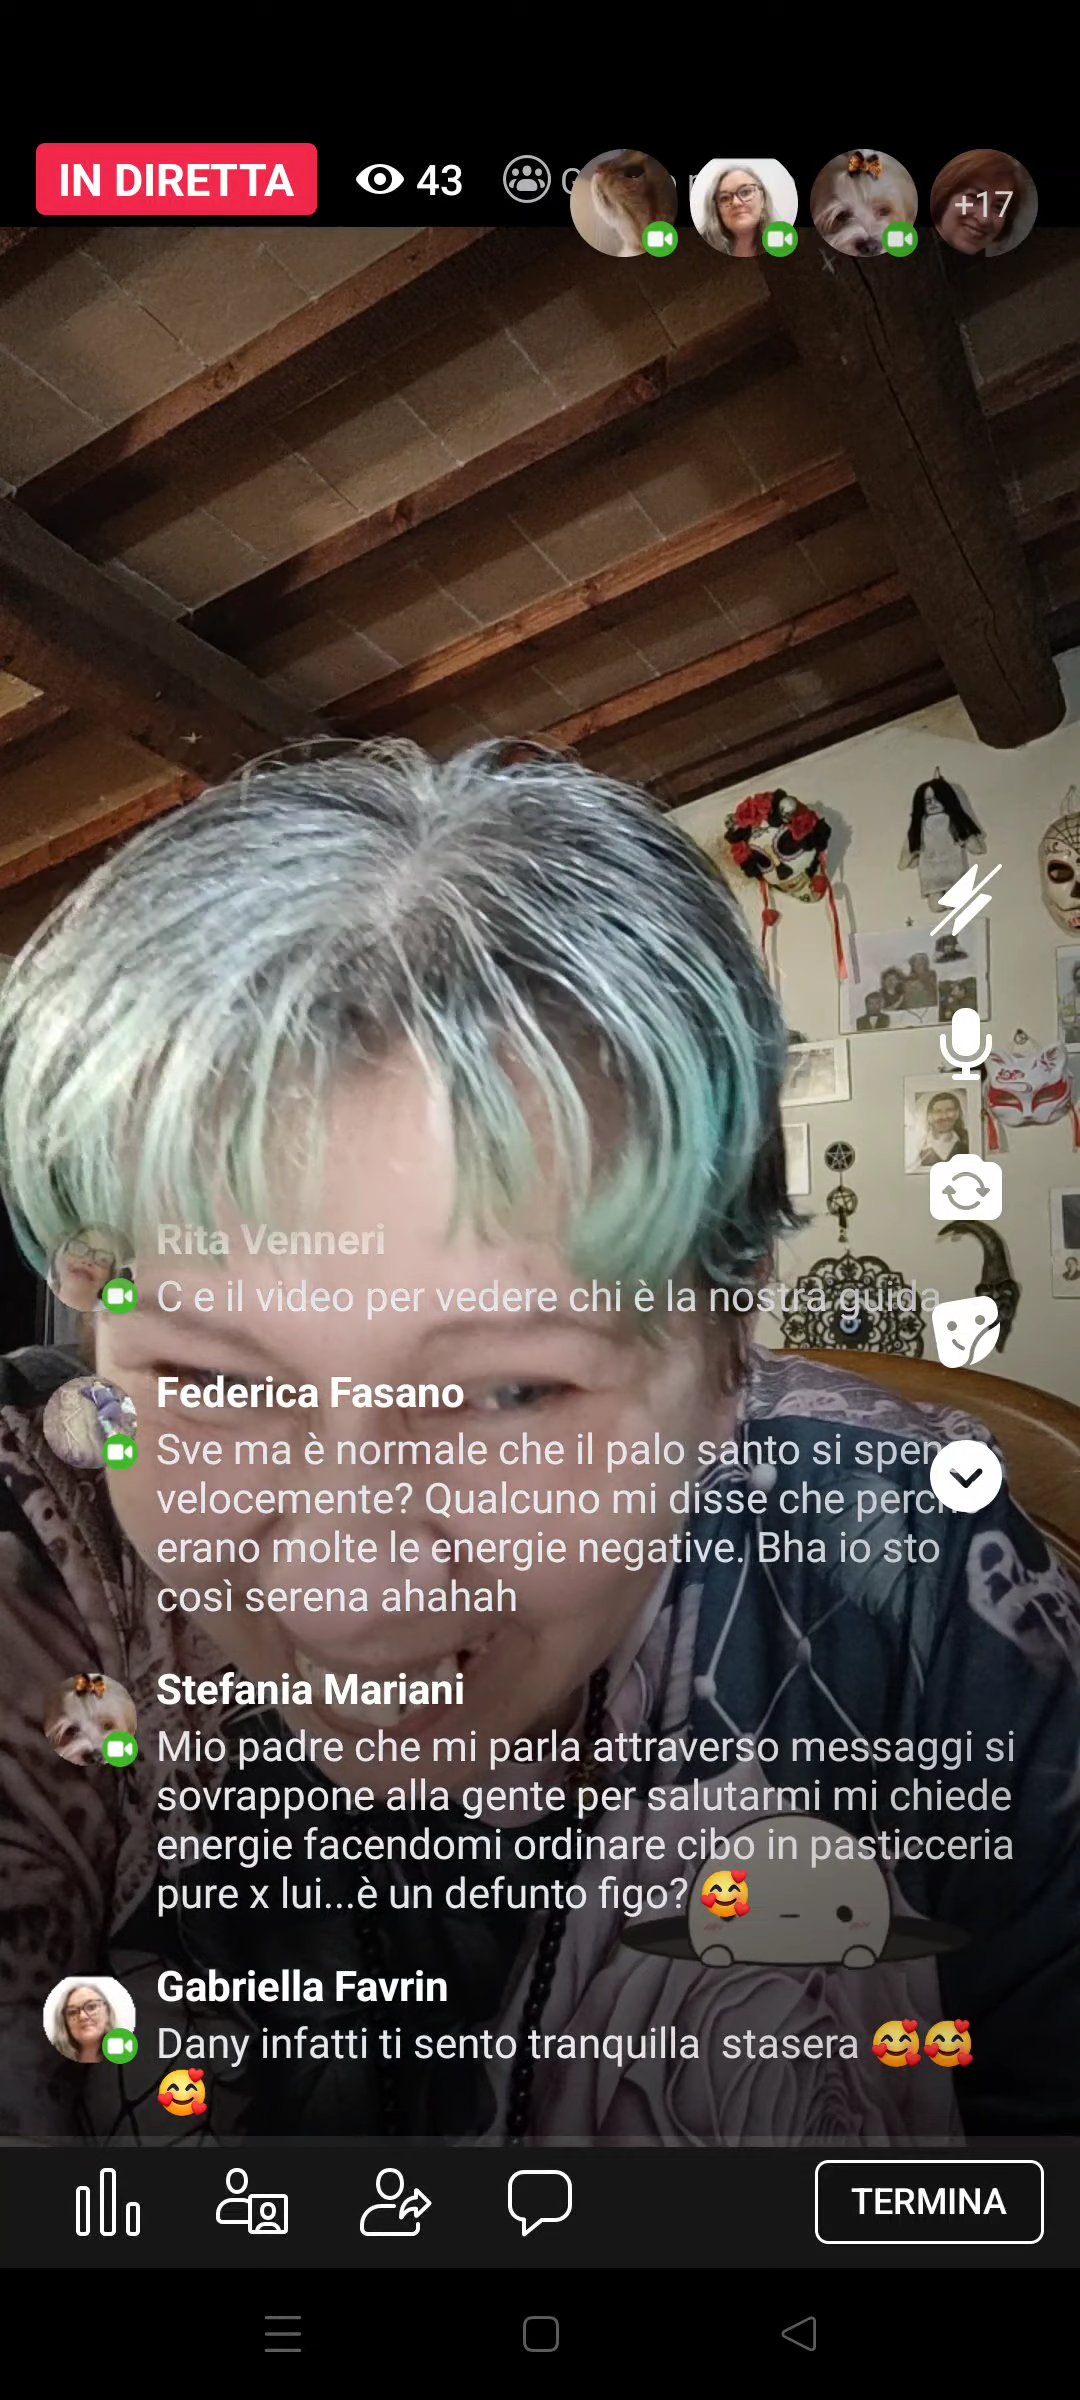 IN DIRETTA
43
+17
Rita Venneri
C e il video per vedere chi è la nostra guida
Federica Fasano
Sve ma è normale che il palo santo si
velocemente? Qualcuno mi disse che
erano molte le energie negative. Bha io sto
così serena ahahah
Stefania Mariani
Mio padre che mi parla attraverso messaggi si
sovrappone alla gente per salutarmi mi chiede
energie facendomi ordinare cibo in pasticceria
pure x lui...è un defunto figo? 🥰
Gabriella Favrin
Dany infatti ti sento tranquilla  stasera 🥰🥰
🥰
TERMINA